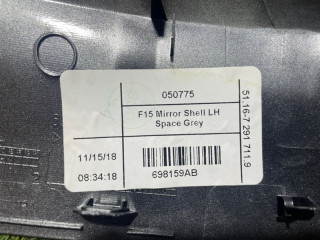 050775
F15 Mirror Shell LH
Space Grey
11/15/18
08:34:18
698159AB
51.16-7 291 711.9